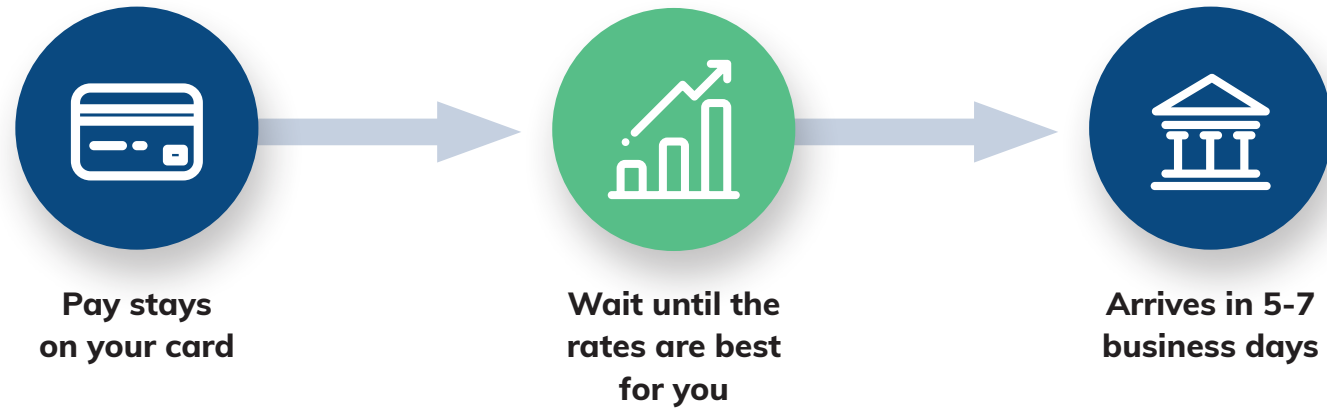 Pay stays
on your card
Wait until the
rates are best
for you
Arrives in 5-7
business days